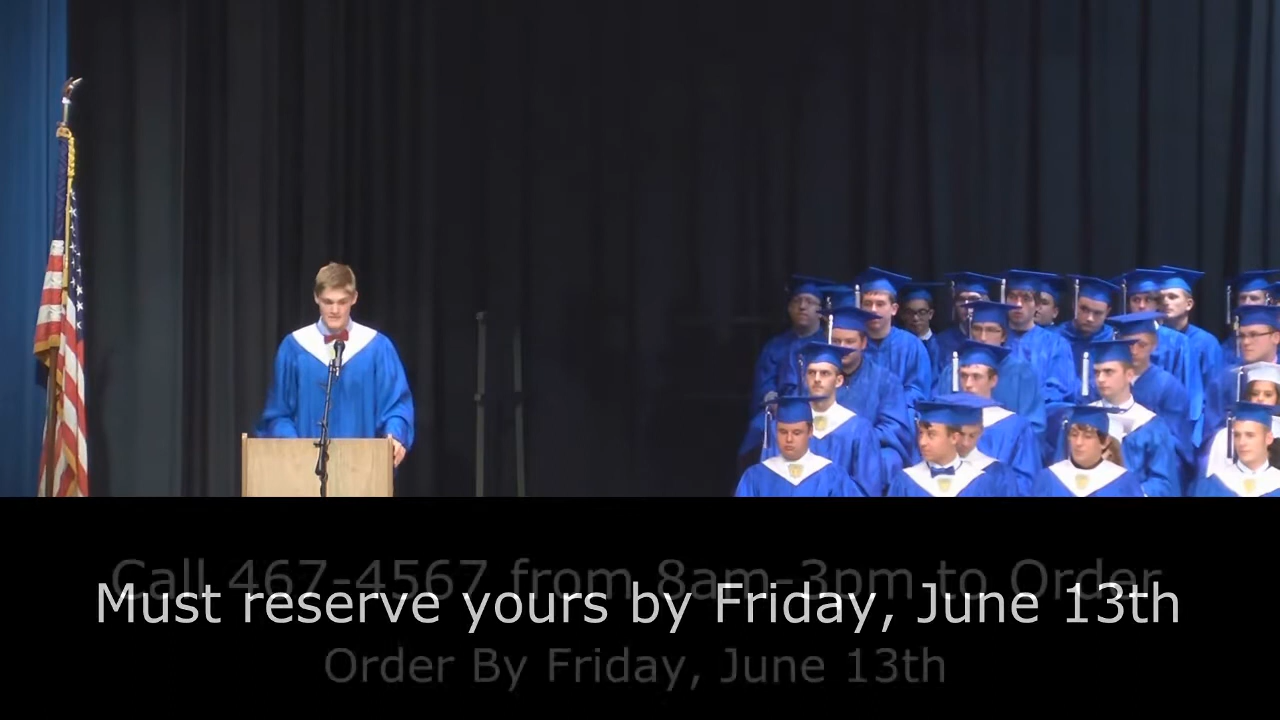 Call 467-4567 from 8am-3pm to Order
Must reserve yours by Friday, June 13th
Order By Friday, June 13th